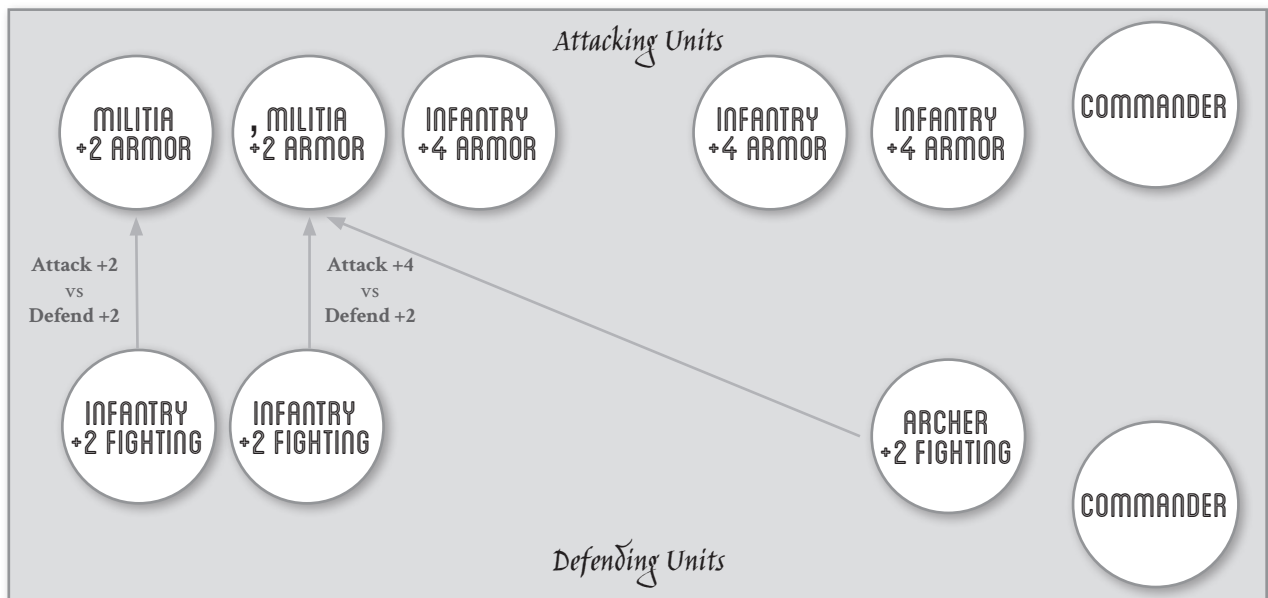 Attacking Units
MILITIA
+2 ARMOR
, MILITIA
+2 ARMOR
INFANTRY
+4 ARMOR
INFANTRY
+4 ARMOR
INFANTRY
+4 ARMOR
COMMANDER
Attack +2
vs
Defend +2
Attack +4
vs
Defend +2
INFANTRY
+2 FIGHTING
INFANTRY
+2 FIGHTING
ARCHER
+2 FIGHTING
COMMANDER
Defending Units